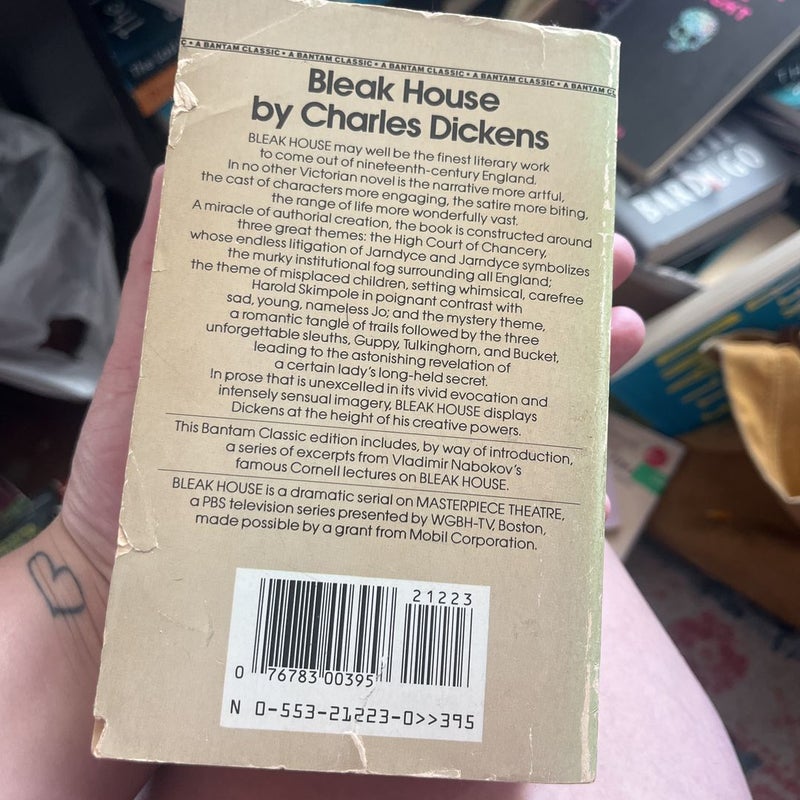 C • A BANTAM CLASSIC • A BANTAM CLASSIC • A BANTAM CLASSIC • A BANTAM CLASSIC • A BANTAM CL
Bleak House
by Charles Dickens
BLEAK HOUSE may well be the finest literary work
to come out of nineteenth-century England.
In no other Victorian novel is the narrative more artful,
the cast of characters more engaging, the satire more biting,
the range of life more wonderfully vast.
A miracle of authorial creation, the book is constructed around
three great themes: the High Court of Chancery,
whose endless litigation of Jarndyce and Jarndyce symbolizes
the murky institutional fog surrounding all England;
the theme of misplaced children, setting whimsical, carefree
Harold Skimpole in poignant contrast with
sad, young, nameless Jo; and the mystery theme,
a romantic tangle of trails followed by the three
unforgettable sleuths, Guppy, Tulkinghorn, and Bucket,
leading to the astonishing revelation of
a certain lady's long-held secret.
In prose that is unexcelled in its vivid evocation and
intensely sensual imagery, BLEAK HOUSE displays
Dickens at the height of his creative powers.
This Bantam Classic edition includes, by way of introduction,
a series of excerpts from Vladimir Nabokov's
famous Cornell lectures on BLEAK HOUSE.
BLEAK HOUSE is a dramatic serial on MASTERPIECE THEATRE,
a PBS television series presented by WGBH-TV, Boston,
made possible by a grant from Mobil Corporation.
21223
0 76783 00395
N 0-553-21223-0>>395
BARDUGO